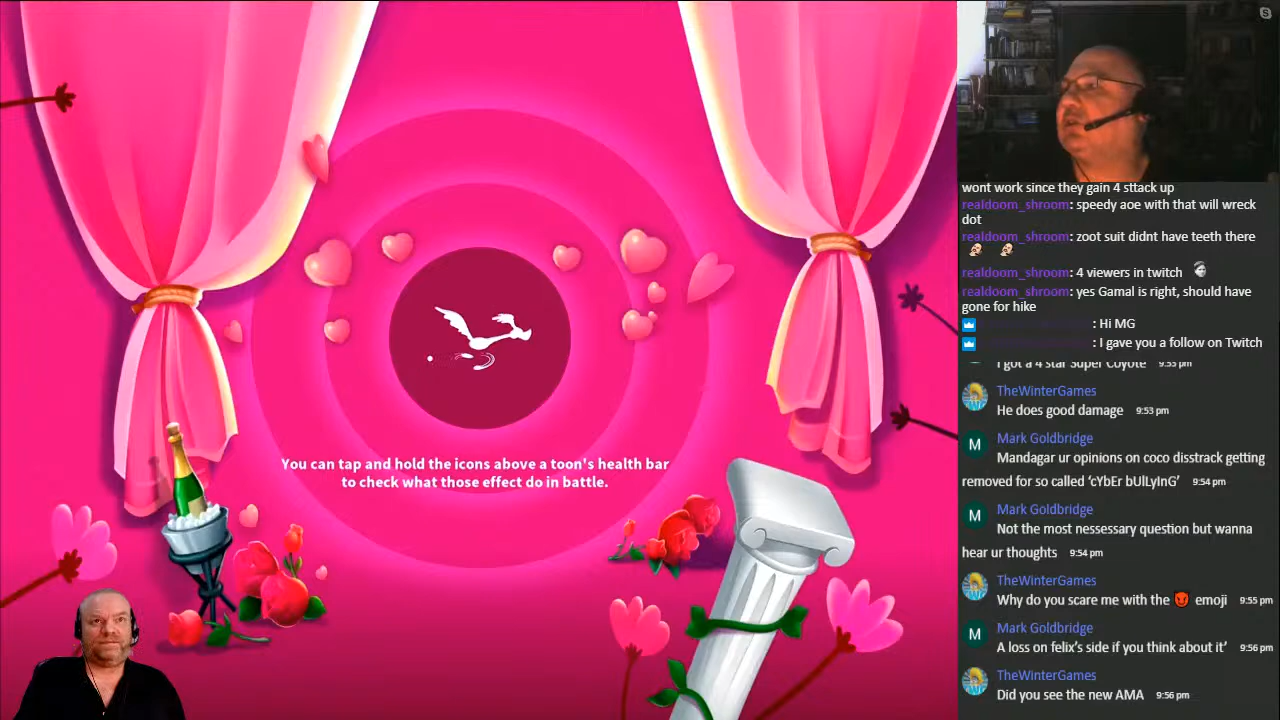 You can tap and hold the icons above a toon's health bar
to check what those effect do in battle.
wont work since they gain 4 sttack up
realdoom_shroom: speedy aoe with that will wreck
dot
realdoom_shroom: zoot suit didnt have teeth there
realdoom_shroom: 4 viewers in twitch
realdoom_shroom: yes Gamal is right, should have
gone for hike
: Hi MG
: I gave you a follow on Twitch
I got a 4 star Super Coyote 9:53 pm
TheWinterGames
He does good damage 9:53 pm
M Mark Goldbridge
Mandagar ur opinions on coco disstrack getting
removed for so called ‘cYbEr bUlLyInG’ 9:54 pm
M Mark Goldbridge
Not the most nessessary question but wanna
hear ur thoughts 9:54 pm
TheWinterGames
Why do you scare me with the 😈 emoji 9:55 pm
M Mark Goldbridge
A loss on felix’s side if you think about it’ 9:56 pm
TheWinterGames
Did you see the new AMA 9:56 pm